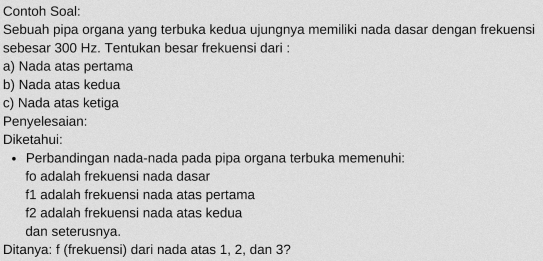 Contoh Soal:
Sebuah pipa organa yang terbuka kedua ujungnya memiliki nada dasar dengan frekuensi
sebesar 300 Hz. Tentukan besar frekuensi dari :
a) Nada atas pertama
b) Nada atas kedua
c) Nada atas ketiga
Penyelesaian:
Diketahui:
• Perbandingan nada-nada pada pipa organa terbuka memenuhi:
fo adalah frekuensi nada dasar
f1 adalah frekuensi nada atas pertama
f2 adalah frekuensi nada atas kedua
dan seterusnya.
Ditanya: f (frekuensi) dari nada atas 1, 2, dan 3?